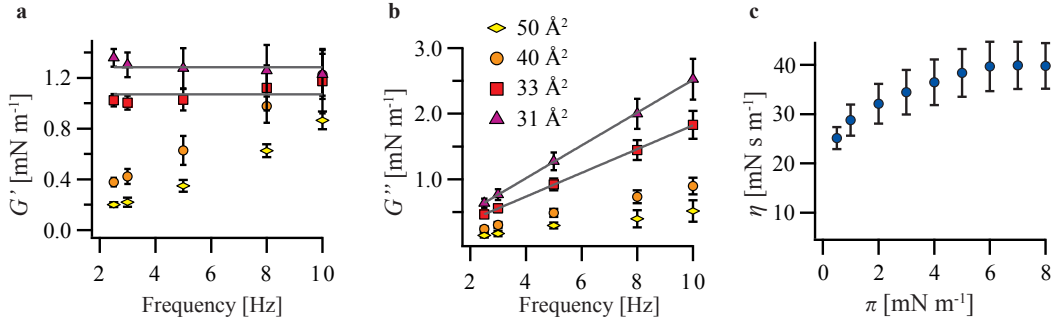 a
1.2
0.8
0.4
0.0
G′ [mN m⁻¹]
2
4
6
8
10
Frequency [Hz]
b
50 Å²
40 Å²
33 Å²
31 Å²
3.0
2.0
1.0
G″ [mN m⁻¹]
2
4
6
8
10
Frequency [Hz]
c
40
30
20
10
η [mN s m⁻¹]
0
2
4
6
8
π [mN m⁻¹]